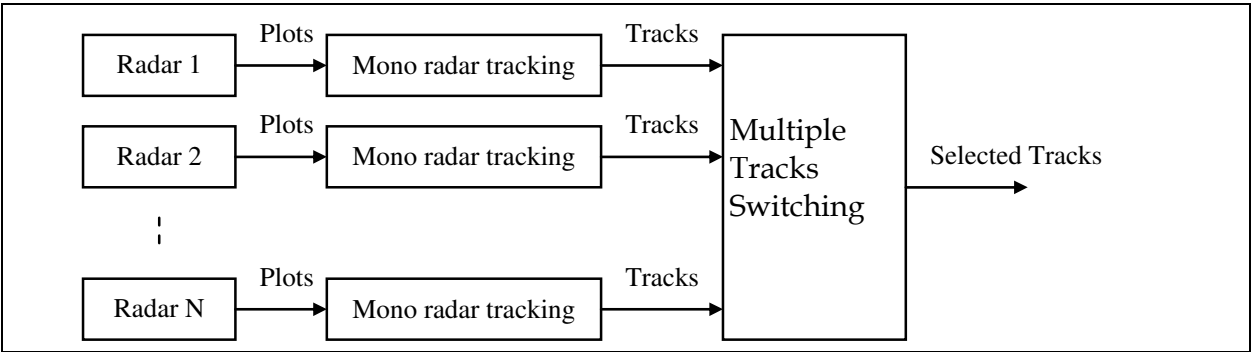 Plots
Tracks
Radar 1
Mono radar tracking
Plots
Tracks
Radar 2
Mono radar tracking
Multiple
Tracks
Switching
Selected Tracks
Plots
Tracks
Radar N
Mono radar tracking